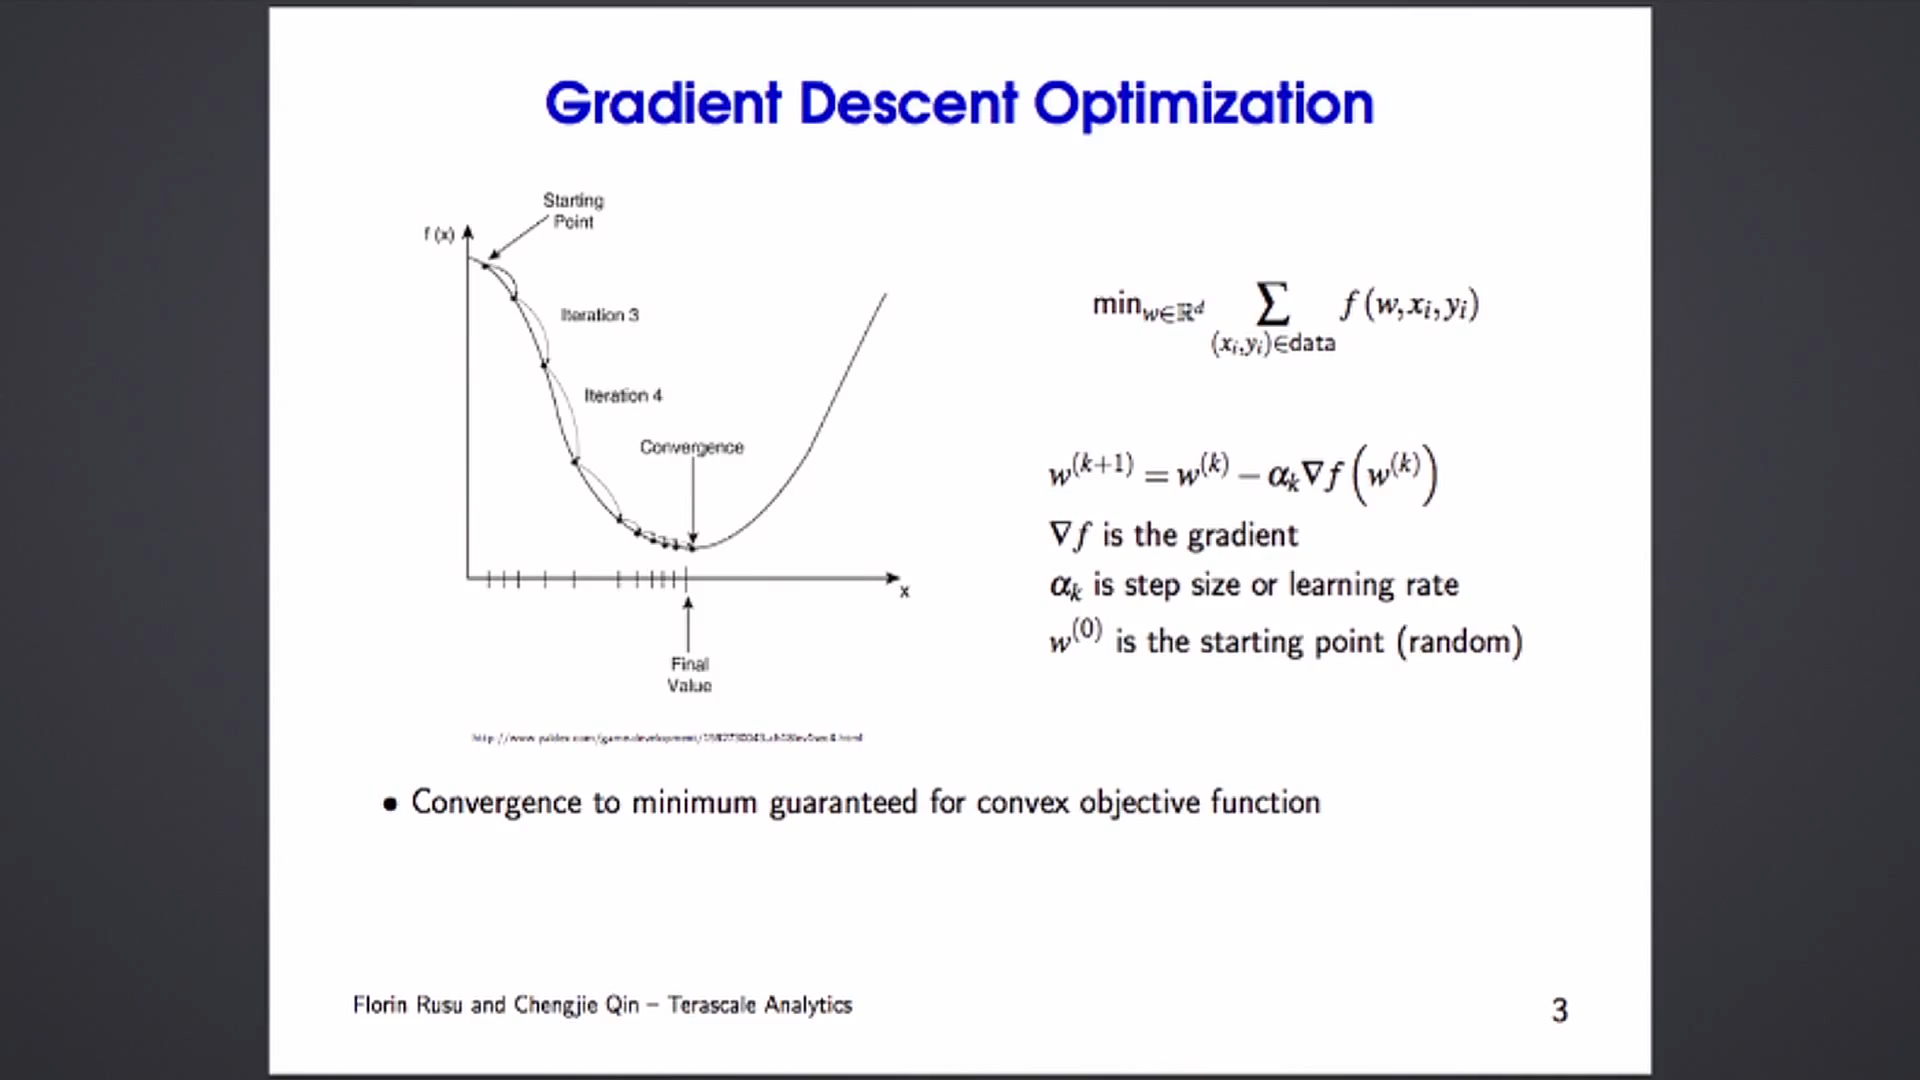 Gradient Descent Optimization
Starting
Point
f (x)
Iteration 3
Iteration 4
Convergence
x
Final
Value
min_{w∈ℝ^d} ∑_{(x_i,y_i)∈data} f(w,x_i,y_i)
w^{(k+1)} = w^{(k)} − α_k∇f(w^{(k)})
∇f is the gradient
α_k is step size or learning rate
w^{(0)} is the starting point (random)
• Convergence to minimum guaranteed for convex objective function
Florin Rusu and Chengjie Qin – Terascale Analytics
3